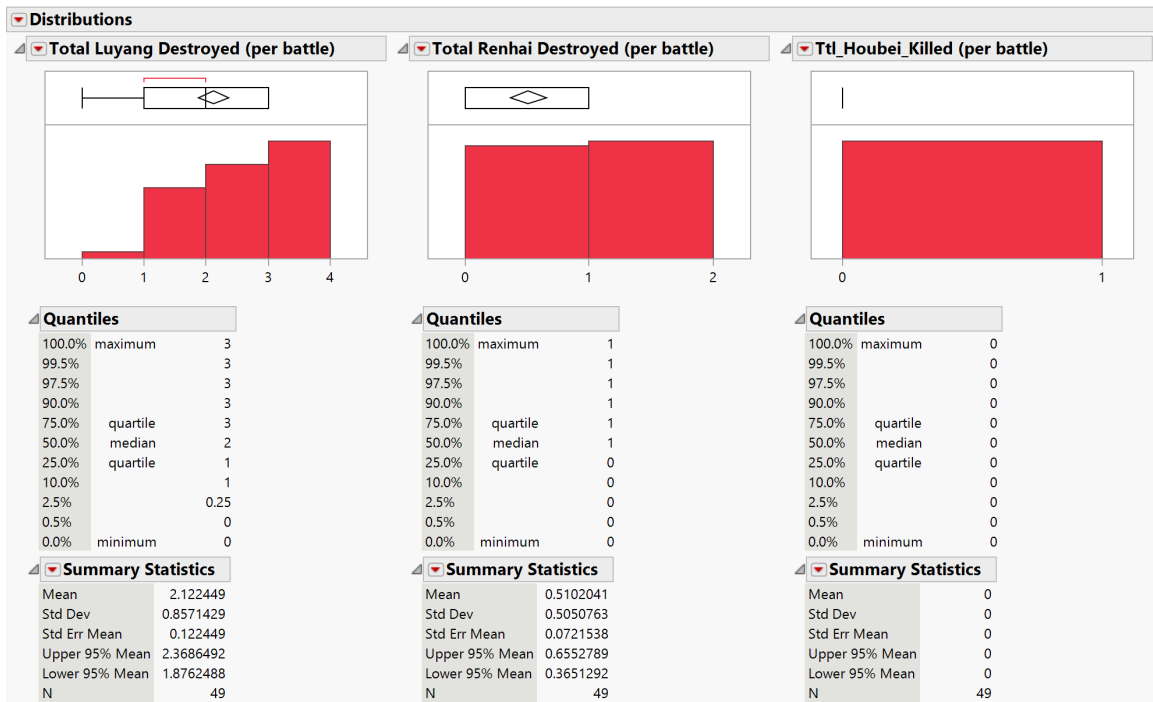 Distributions
Total Luyang Destroyed (per battle)
0 1 2 3 4
Quantiles
100.0% maximum 3
99.5% 3
97.5% 3
90.0% 3
75.0% quartile 3
50.0% median 2
25.0% quartile 1
10.0% 1
2.5% 0.25
0.5% 0
0.0% minimum 0
Summary Statistics
Mean 2.122449
Std Dev 0.8571429
Std Err Mean 0.122449
Upper 95% Mean 2.3686492
Lower 95% Mean 1.8762488
N 49
Total Renhai Destroyed (per battle)
0 1 2
Quantiles
100.0% maximum 1
99.5% 1
97.5% 1
90.0% 1
75.0% quartile 1
50.0% median 1
25.0% quartile 0
10.0% 0
2.5% 0
0.5% 0
0.0% minimum 0
Summary Statistics
Mean 0.5102041
Std Dev 0.5050763
Std Err Mean 0.0721538
Upper 95% Mean 0.6552789
Lower 95% Mean 0.3651292
N 49
Ttl_Houbei_Killed (per battle)
0 1
Quantiles
100.0% maximum 0
99.5% 0
97.5% 0
90.0% 0
75.0% quartile 0
50.0% median 0
25.0% quartile 0
10.0% 0
2.5% 0
0.5% 0
0.0% minimum 0
Summary Statistics
Mean 0
Std Dev 0
Std Err Mean 0
Upper 95% Mean 0
Lower 95% Mean 0
N 49